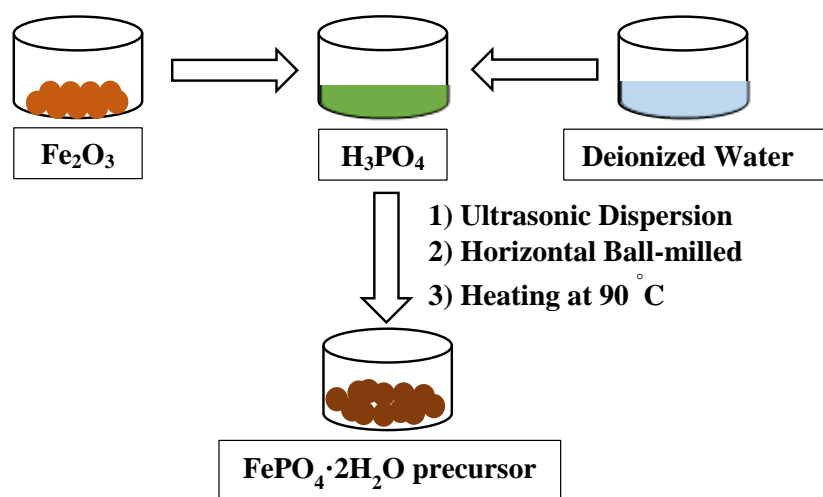 Fe₂O₃
H₃PO₄
Deionized Water
1) Ultrasonic Dispersion
2) Horizontal Ball-milled
3) Heating at 90 °C
FePO₄·2H₂O precursor